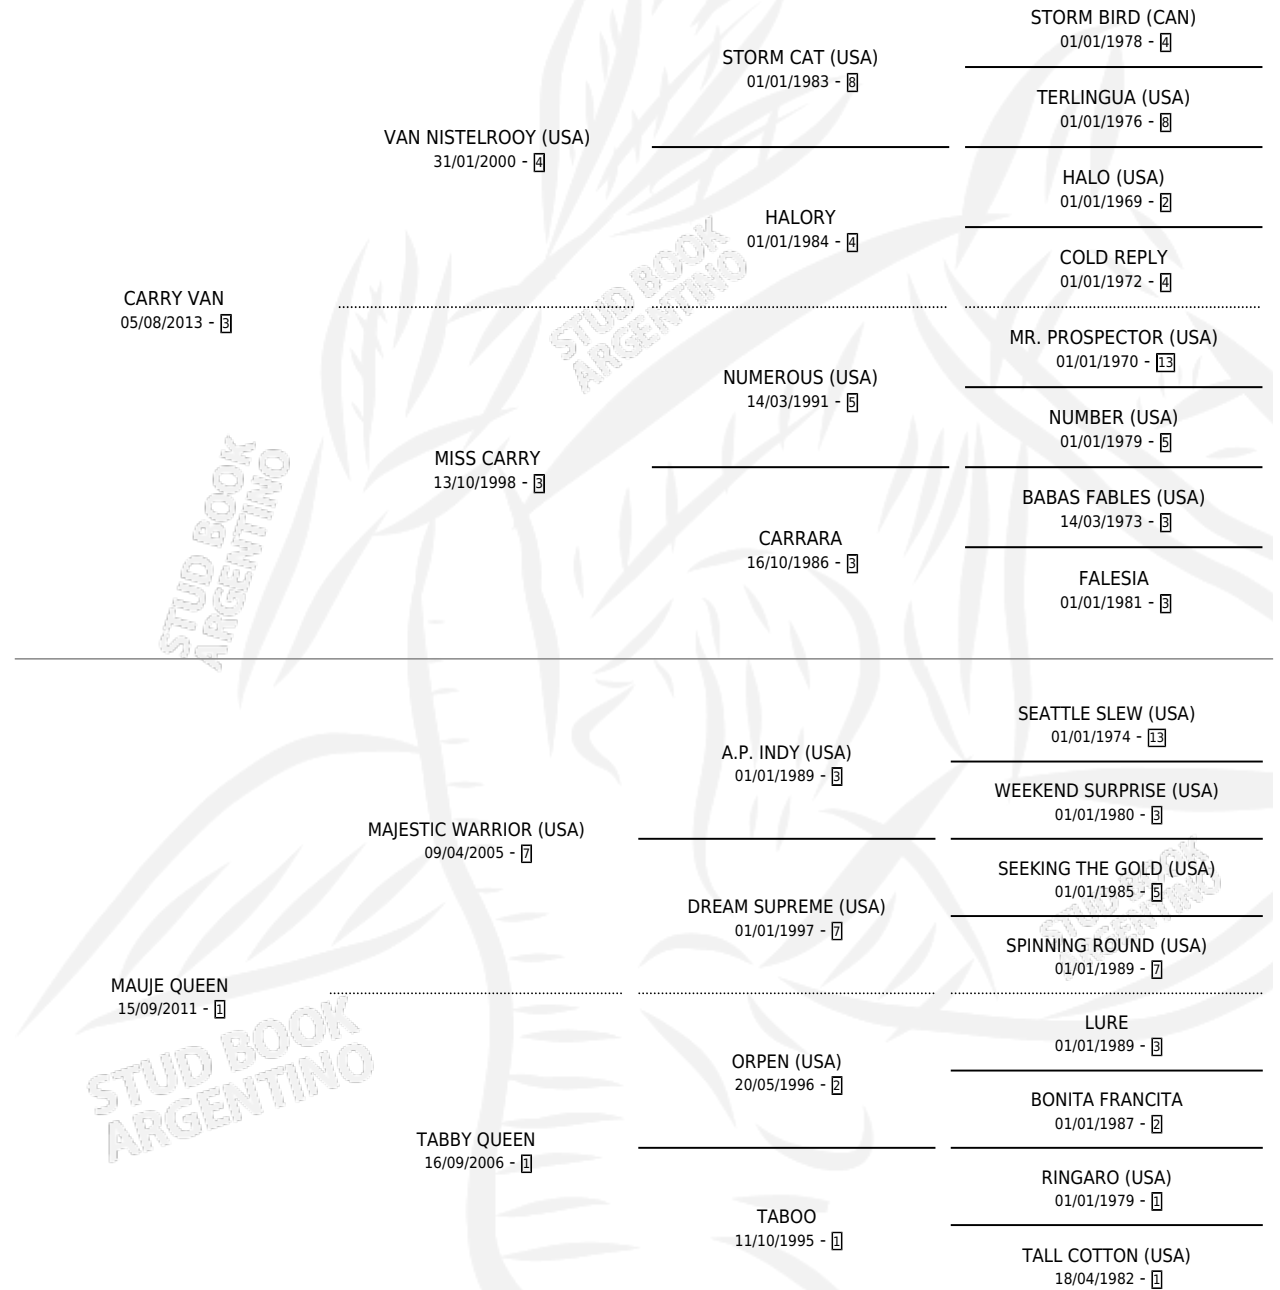 STORM BIRD (CAN)
01/01/1978 - 4
STORM CAT (USA)
01/01/1983 - 8
TERLINGUA (USA)
01/01/1976 - 8
VAN NISTELROOY (USA)
31/01/2000 - 4
HALO (USA)
01/01/1969 - 2
HALORY
01/01/1984 - 4
COLD REPLY
01/01/1972 - 4
CARRY VAN
05/08/2013 - 3
MR. PROSPECTOR (USA)
01/01/1970 - 13
NUMEROUS (USA)
14/03/1991 - 5
NUMBER (USA)
01/01/1979 - 5
MISS CARRY
13/10/1998 - 3
BABAS FABLES (USA)
14/03/1973 - 3
CARRARA
16/10/1986 - 3
FALESIA
01/01/1981 - 3
STUD BOOK
ARGENTINO
STUD BOOK
ARGENTINO
SEATTLE SLEW (USA)
01/01/1974 - 13
A.P. INDY (USA)
01/01/1989 - 3
WEEKEND SURPRISE (USA)
01/01/1980 - 3
MAJESTIC WARRIOR (USA)
09/04/2005 - 7
SEEKING THE GOLD (USA)
01/01/1985 - 5
DREAM SUPREME (USA)
01/01/1997 - 7
SPINNING ROUND (USA)
01/01/1989 - 7
MAUJE QUEEN
15/09/2011 - 1
LURE
01/01/1989 - 3
ORPEN (USA)
20/05/1996 - 2
BONITA FRANCITA
01/01/1987 - 2
TABBY QUEEN
16/09/2006 - 1
RINGARO (USA)
01/01/1979 - 1
TABOO
11/10/1995 - 1
TALL COTTON (USA)
18/04/1982 - 1
STUD BOOK
ARGENTINO
STUD BOOK
ARGENTINO